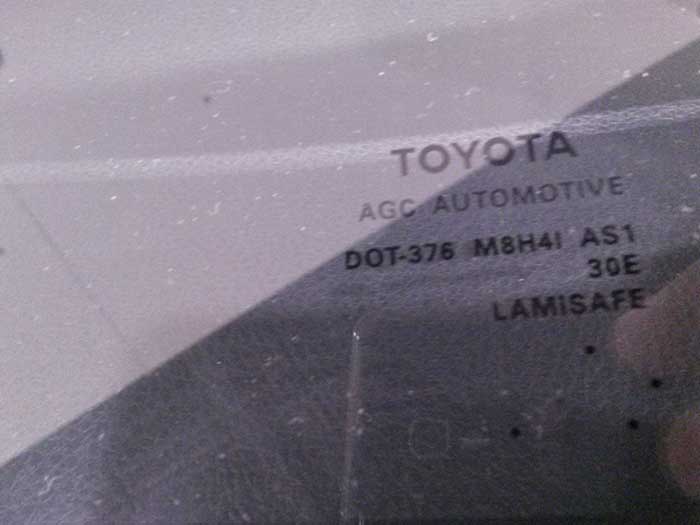 TOYOTA
AGC AUTOMOTIVE
DOT-376 M8H4I AS1
30E
LAMISAFE